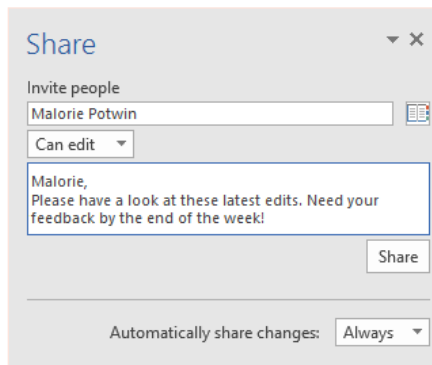 Share
Invite people
Malorie Potwin
Can edit
Malorie,
Please have a look at these latest edits. Need your
feedback by the end of the week!
Share
Automatically share changes: Always